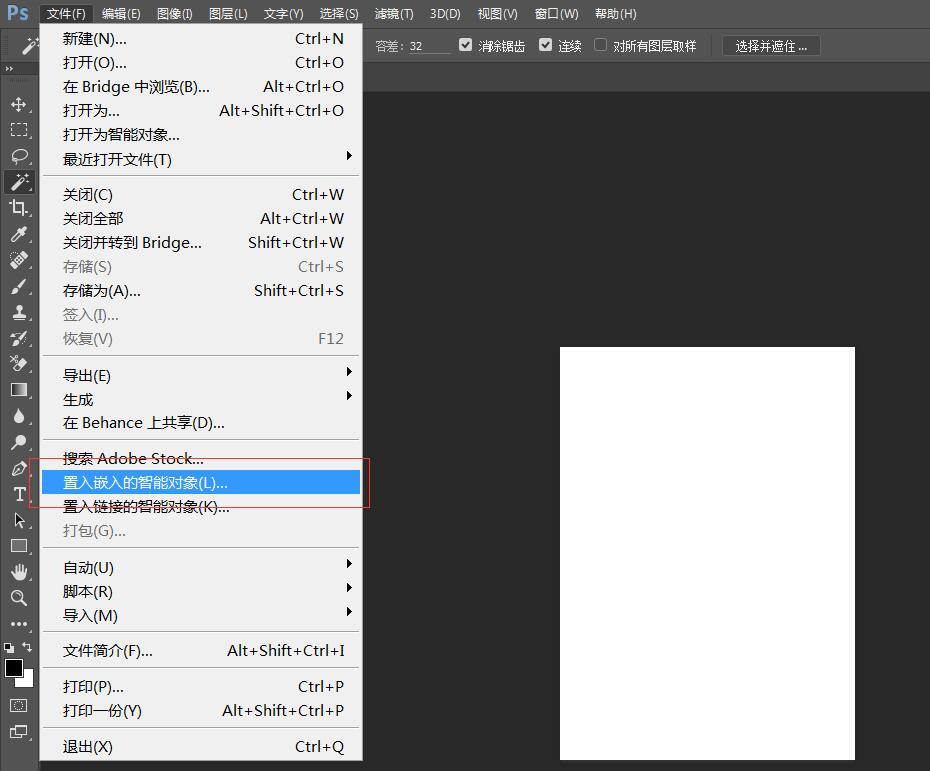 Ps 文件(F) 编辑(E) 图像(I) 图层(L) 文字(Y) 选择(S) 滤镜(T) 3D(D) 视图(V) 窗口(W) 帮助(H)
容差: 32 消除锯齿 连续 对所有图层取样 选择并遮住 ...
新建(N)... Ctrl+N
打开(O)... Ctrl+O
在 Bridge 中浏览(B)... Alt+Ctrl+O
打开为... Alt+Shift+Ctrl+O
打开为智能对象...
最近打开文件(T)
关闭(C) Ctrl+W
关闭全部 Alt+Ctrl+W
关闭并转到 Bridge... Shift+Ctrl+W
存储(S) Ctrl+S
存储为(A)... Shift+Ctrl+S
签入(I)...
恢复(V) F12
导出(E)
生成
在 Behance 上共享(D)...
搜索 Adobe Stock...
置入嵌入的智能对象(L)...
置入链接的智能对象(K)...
打包(G)...
自动(U)
脚本(R)
导入(M)
文件简介(F)... Alt+Shift+Ctrl+I
打印(P)... Ctrl+P
打印一份(Y) Alt+Shift+Ctrl+P
退出(X) Ctrl+Q